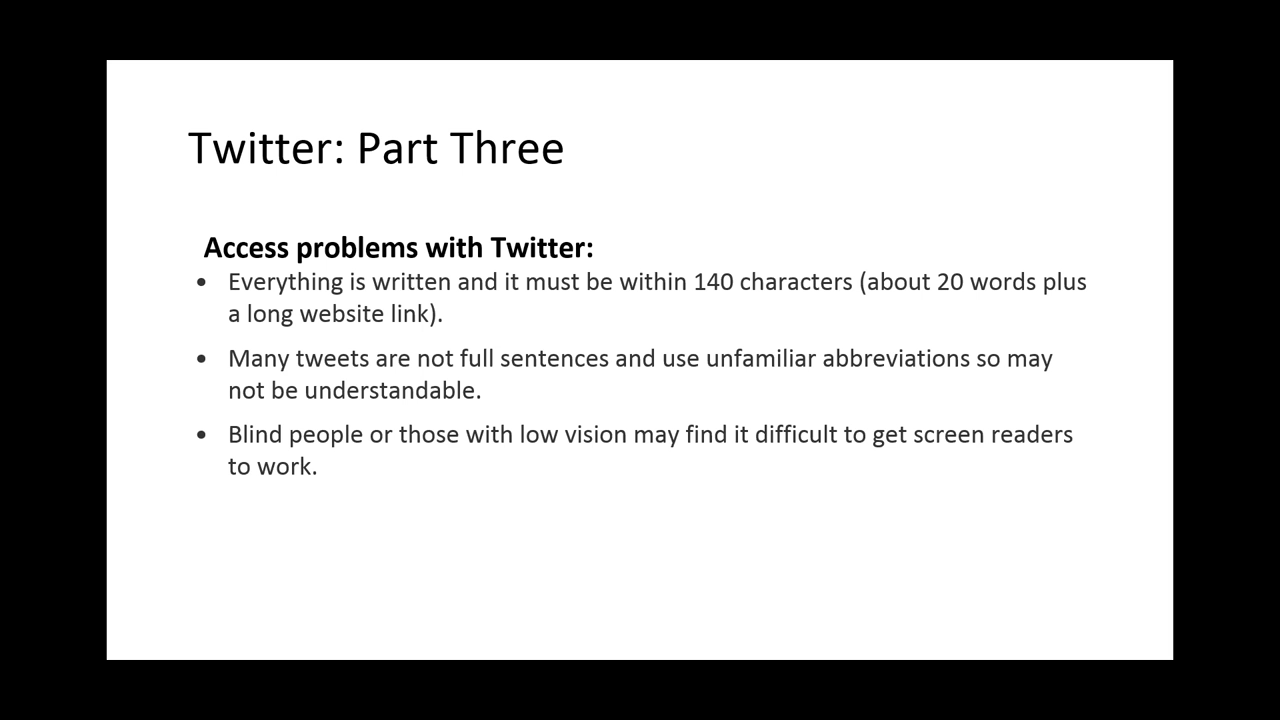 Twitter: Part Three
Access problems with Twitter:
• Everything is written and it must be within 140 characters (about 20 words plus
a long website link).
• Many tweets are not full sentences and use unfamiliar abbreviations so may
not be understandable.
• Blind people or those with low vision may find it difficult to get screen readers
to work.